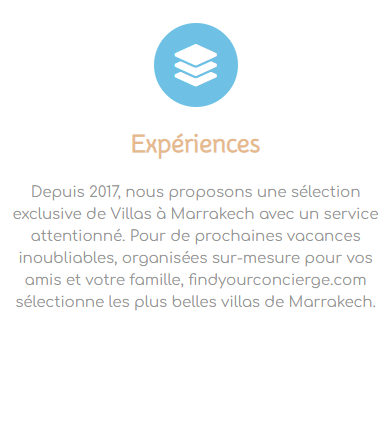 Expériences
Depuis 2017, nous proposons une sélection
exclusive de Villas à Marrakech avec un service
attentionné. Pour de prochaines vacances
inoubliables, organisées sur-mesure pour vos
amis et votre famille, findyourconcierge.com
sélectionne les plus belles villas de Marrakech.